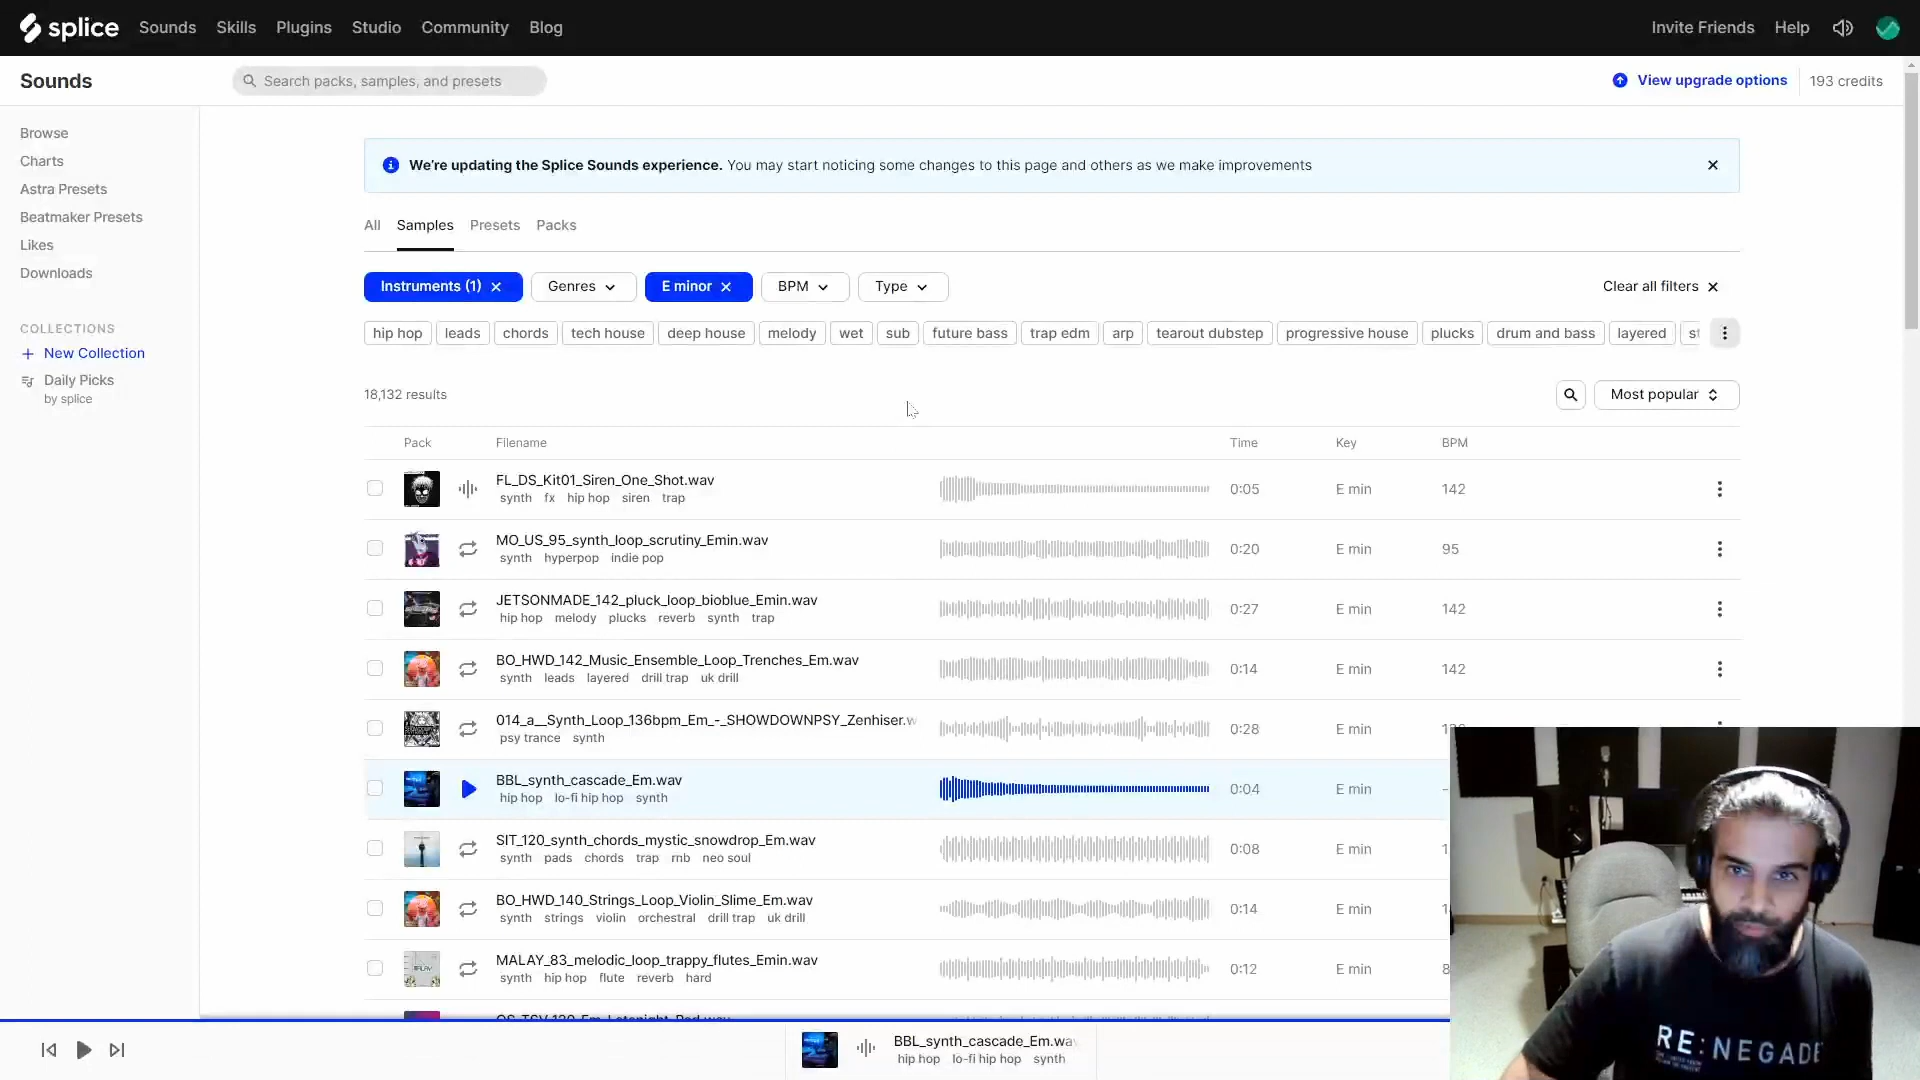 splice
Sounds
Skills
Plugins
Studio
Community
Blog
Invite Friends
Help
Sounds
Search packs, samples, and presets
View upgrade options
193 credits
Browse
Charts
Astra Presets
Beatmaker Presets
Likes
Downloads
COLLECTIONS
New Collection
Daily Picks
by splice
We're updating the Splice Sounds experience. You may start noticing some changes to this page and others as we make improvements
All
Samples
Presets
Packs
Instruments (1)
Genres
E minor
BPM
Type
Clear all filters
hip hop
leads
chords
tech house
deep house
melody
wet
sub
future bass
trap edm
arp
tearout dubstep
progressive house
plucks
drum and bass
layered
18,132 results
Most popular
Pack
Filename
Time
Key
BPM
FL_DS_Kit01_Siren_One_Shot.wav
synth fx hip hop siren trap
0:05
E min
142
MO_US_95_synth_loop_scrutiny_Emin.wav
synth hyperpop indie pop
0:20
E min
95
JETSONMADE_142_pluck_loop_bioblue_Emin.wav
hip hop melody plucks reverb synth trap
0:27
E min
142
BO_HWD_142_Music_Ensemble_Loop_Trenches_Em.wav
synth leads layered drill trap uk drill
0:14
E min
142
014_a__Synth_Loop_136bpm_Em_-_SHOWDOWNPSY_Zenhiser.w
psy trance synth
0:28
E min
BBL_synth_cascade_Em.wav
hip hop lo-fi hip hop synth
0:04
E min
SIT_120_synth_chords_mystic_snowdrop_Em.wav
synth pads chords trap rnb neo soul
0:08
E min
BO_HWD_140_Strings_Loop_Violin_Slime_Em.wav
synth strings violin orchestral drill trap uk drill
0:14
E min
MALAY_83_melodic_loop_trappy_flutes_Emin.wav
synth hip hop flute reverb hard
0:12
E min
BBL_synth_cascade_Em.wa
hip hop lo-fi hip hop synth
RE:NEGADE